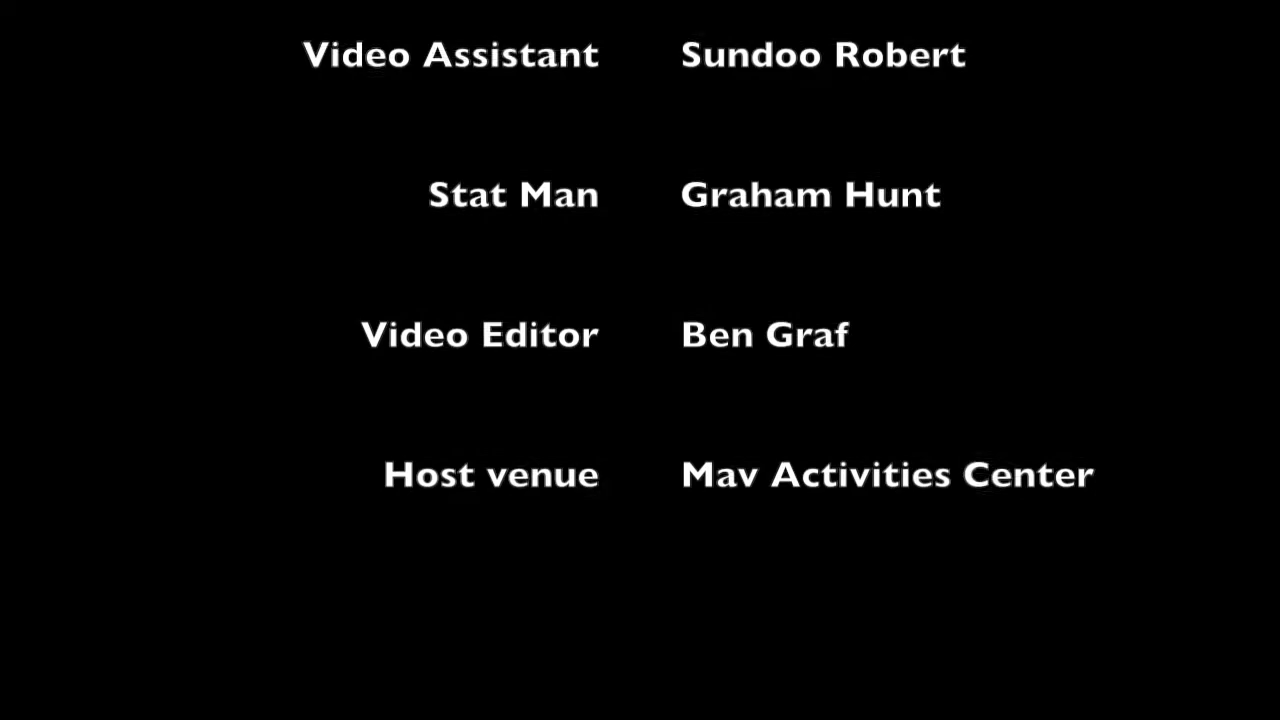 Video Assistant Sundoo Robert
Stat Man Graham Hunt
Video Editor Ben Graf
Host venue Mav Activities Center